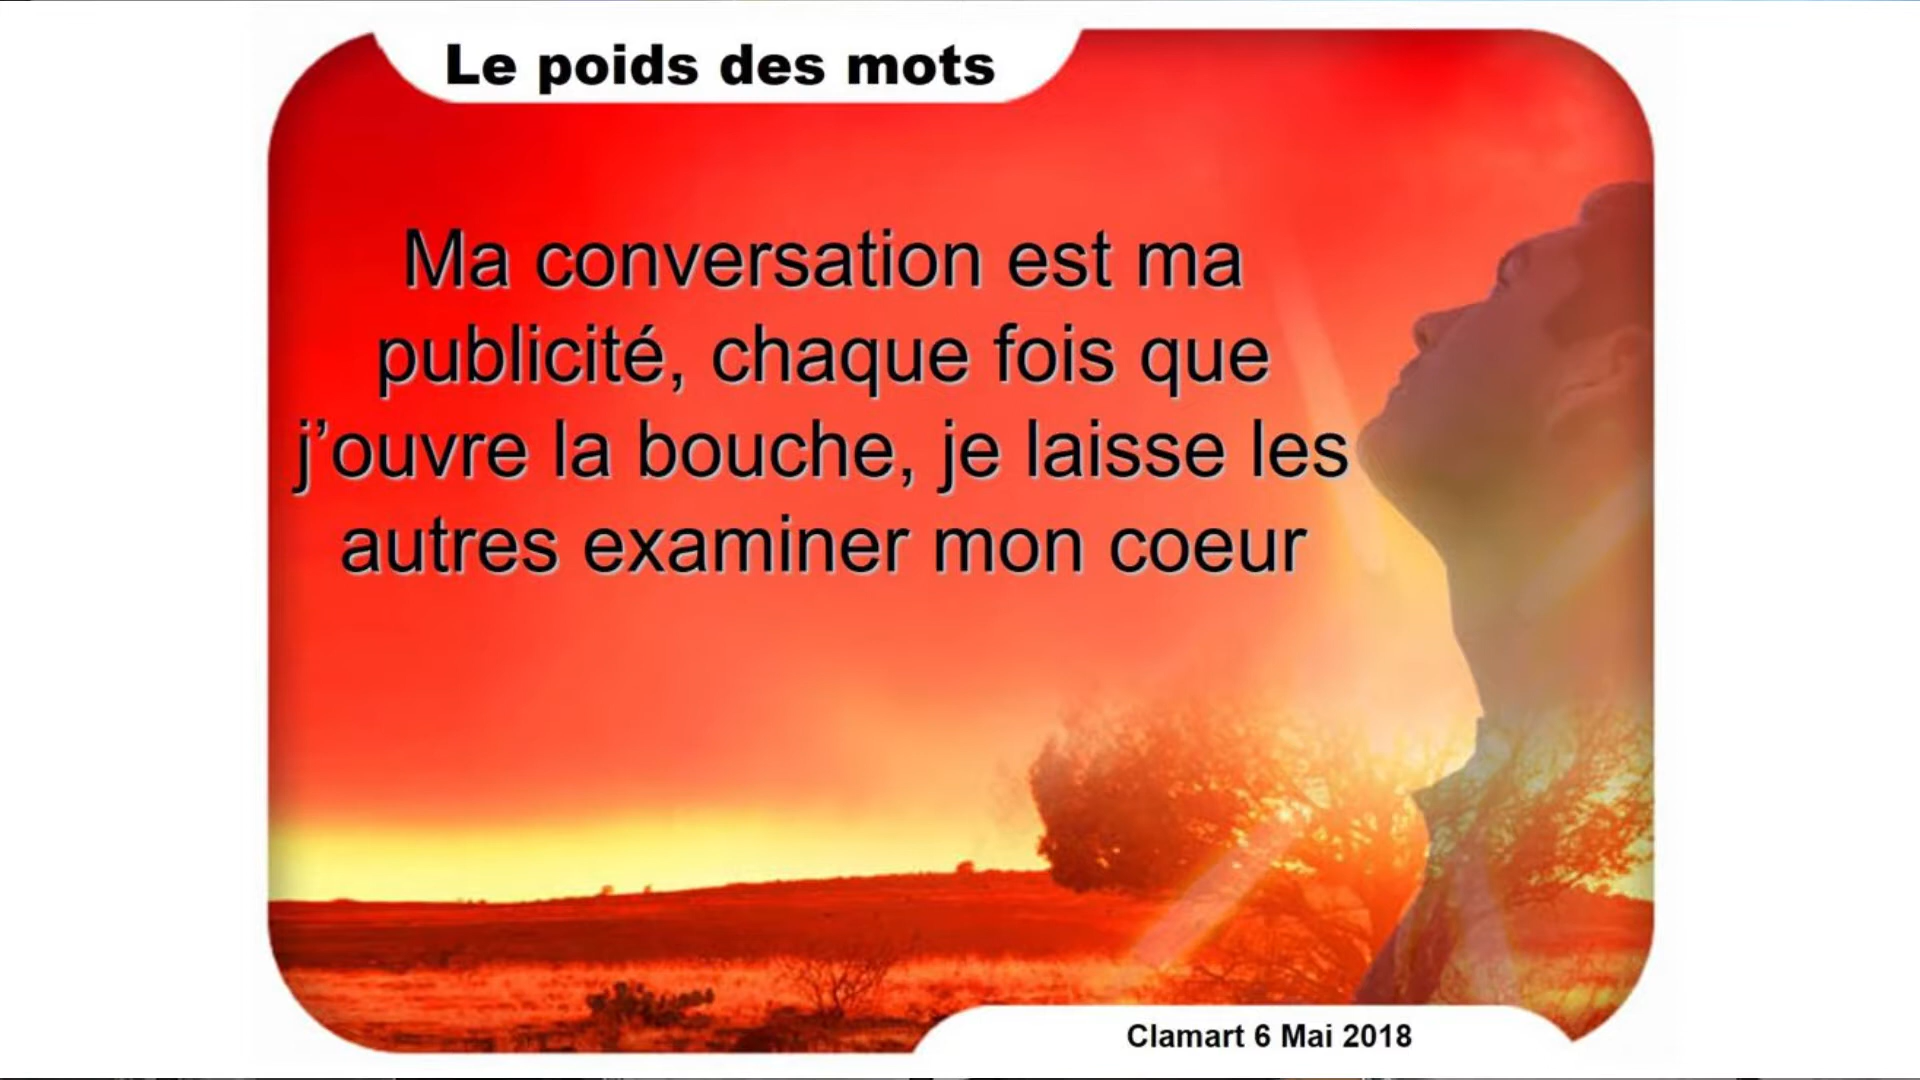 Le poids des mots
Ma conversation est ma
publicité, chaque fois que
j’ouvre la bouche, je laisse les
autres examiner mon coeur
Clamart 6 Mai 2018